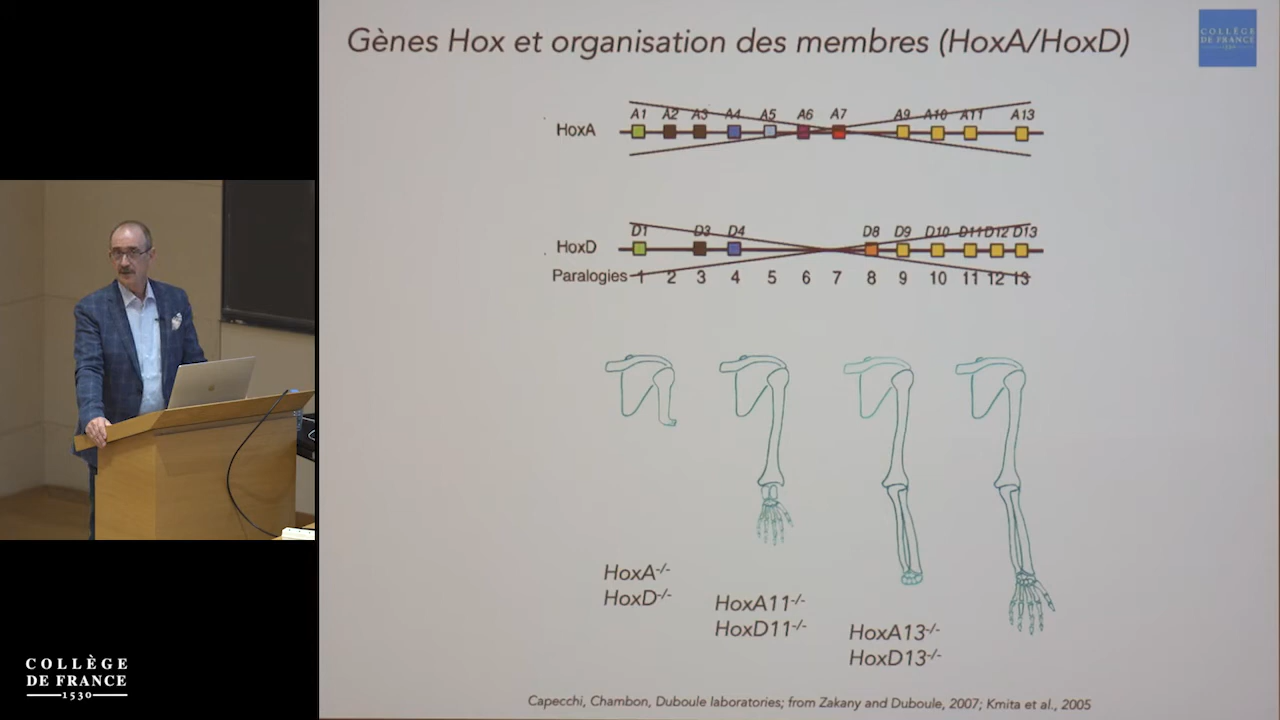 Gènes Hox et organisation des membres (HoxA/HoxD)
COLLÈGE
DE FRANCE
1530
A1 A2 A3 A4 A5 A6 A7 A9 A10 A11 A13
HoxA
D1 D3 D4 D8 D9 D10 D11 D12 D13
HoxD
Paralogies 1 2 3 4 5 6 7 8 9 10 11 12 13
HoxA-/-
HoxD-/-
HoxA11-/-
HoxD11-/-
HoxA13-/-
HoxD13-/-
Capecchi, Chambon, Duboule laboratories; from Zakany and Duboule, 2007; Kmita et al., 2005
COLLÈGE
DE FRANCE
1530